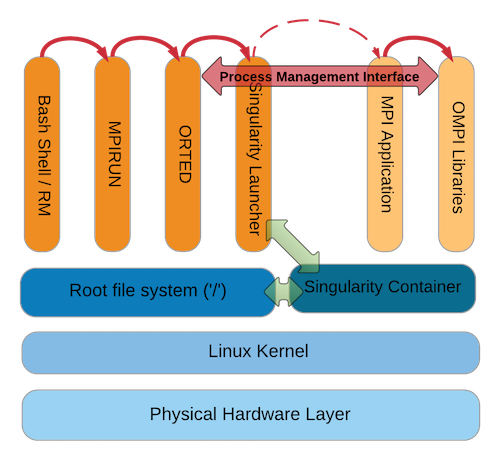 Process Management Interface
Bash Shell / RM
MPIRUN
ORTED
Singularity Launcher
MPI Application
OMPI Libraries
Root file system ('/')
Singularity Container
Linux Kernel
Physical Hardware Layer